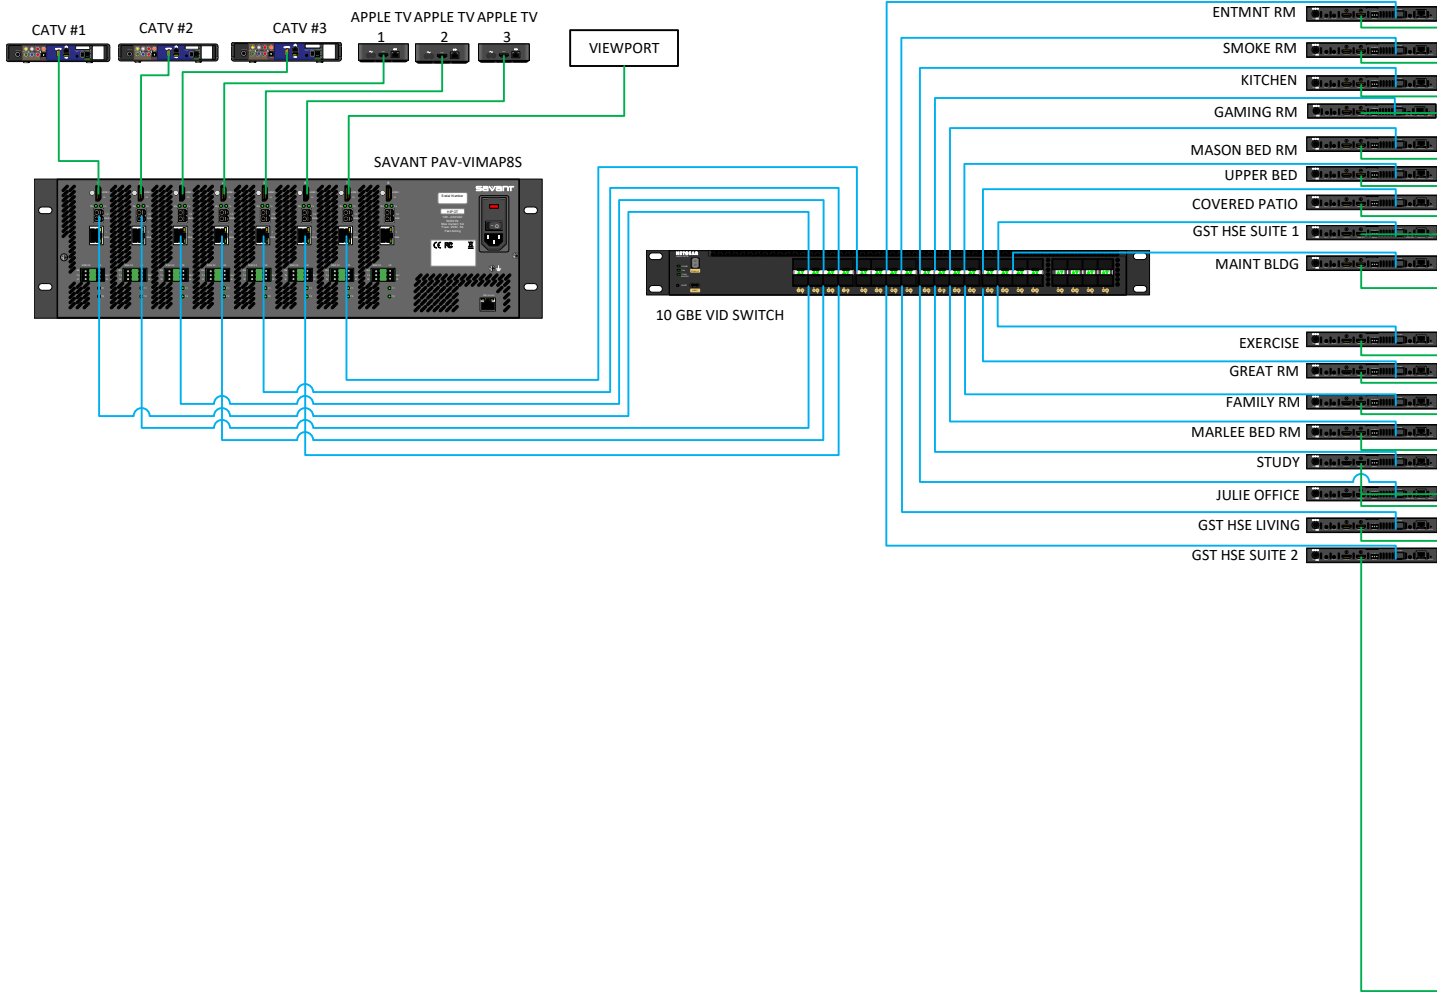 CATV #1
CATV #2
CATV #3
APPLE TV
1
APPLE TV
2
APPLE TV
3
VIEWPORT
SAVANT PAV-VIMAP8S
savant
NETGEAR
10 GBE VID SWITCH
ENTMNT RM
SMOKE RM
KITCHEN
GAMING RM
MASON BED RM
UPPER BED
COVERED PATIO
GST HSE SUITE 1
MAINT BLDG
EXERCISE
GREAT RM
FAMILY RM
MARLEE BED RM
STUDY
JULIE OFFICE
GST HSE LIVING
GST HSE SUITE 2